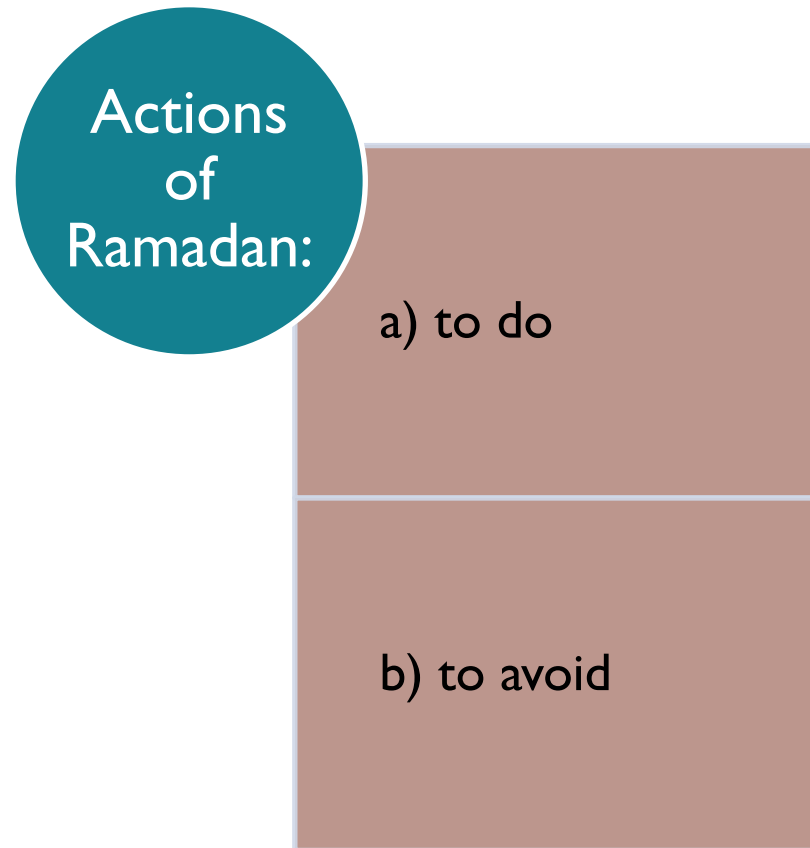 Actions
of
Ramadan:
a) to do
b) to avoid